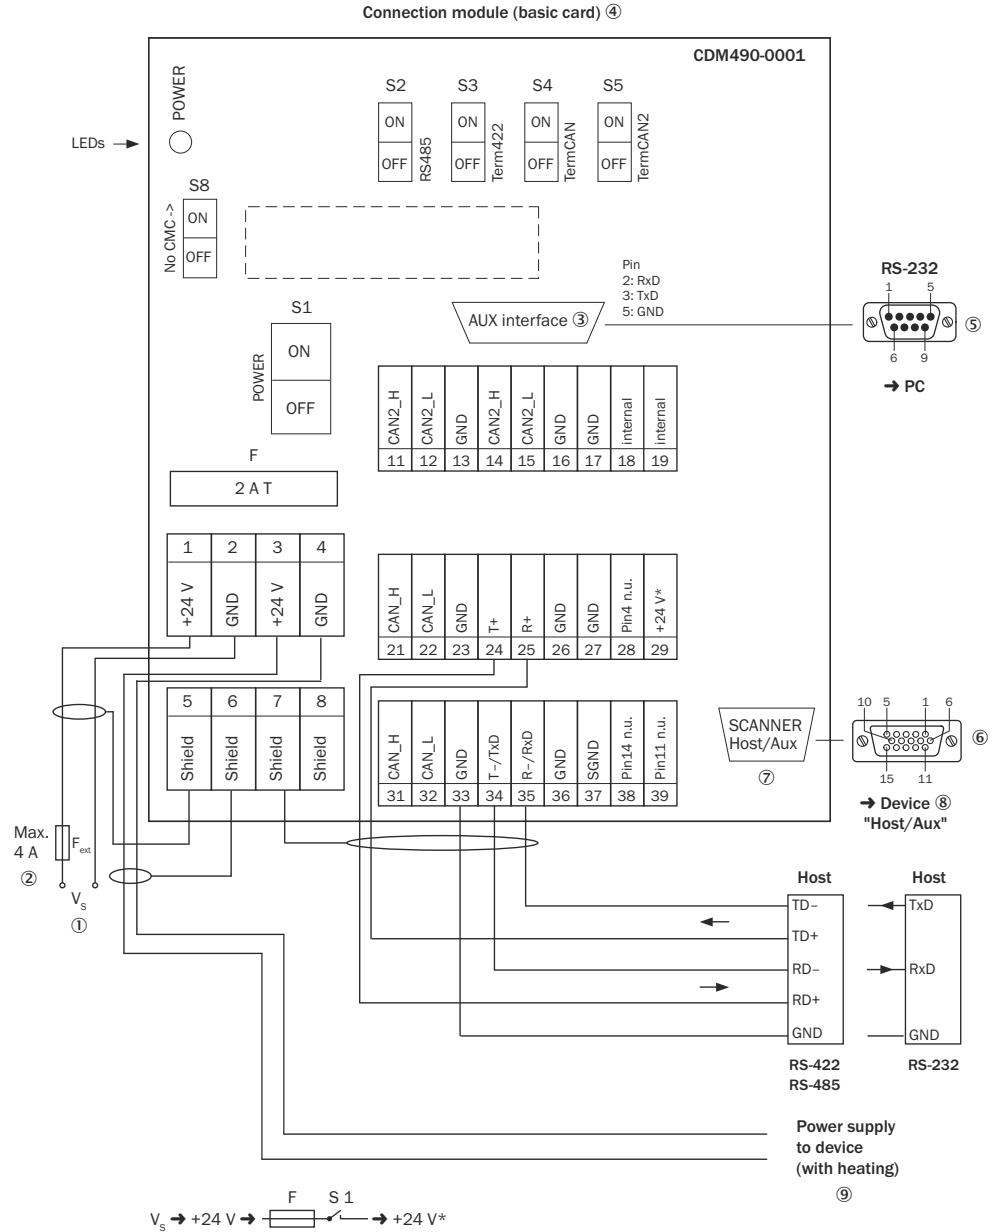 Connection module (basic card) ④
CDM490-0001
POWER
LEDs
S2
ON
OFF
RS485
S3
ON
OFF
Term422
S4
ON
OFF
TermCAN
S5
ON
OFF
TermCAN2
S8
No CMC ->
ON
OFF
Pin
2: RxD
3: TxD
5: GND
AUX interface ③
RS-232
1 5
6 9
⑤
➔ PC
S1
POWER
ON
OFF
F
2 A T
CAN2_H CAN2_L GND CAN2_H CAN2_L GND GND internal internal
11 12 13 14 15 16 17 18 19
1 2 3 4
+24 V GND +24 V GND
CAN_H CAN_L GND T+ R+ GND GND Pin4 n.u. +24 V*
21 22 23 24 25 26 27 28 29
5 6 7 8
Shield Shield Shield Shield
CAN_H CAN_L GND T–/TxD R–/RxD GND SGND Pin14 n.u. Pin11 n.u.
31 32 33 34 35 36 37 38 39
SCANNER
Host/Aux
⑦
10 5 1 6
15 11
⑥
➔ Device ⑧
"Host/Aux"
Max.
4 A
②
Fext
Vs
①
Host
TD–
TD+
RD–
RD+
GND
RS-422
RS-485
Host
TxD
RxD
GND
RS-232
Power supply
to device
(with heating)
⑨
F S 1
Vs ➔ +24 V ➔ ➔ +24 V*